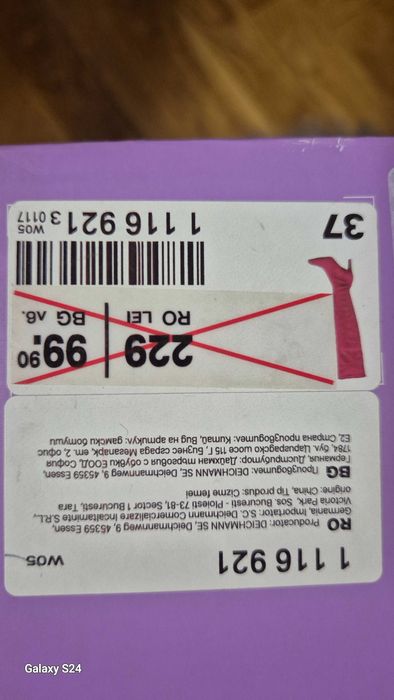 1 116 921
W05
RO Producator: DEICHMANN SE, Deichmannweg 9, 45359 Essen,
Germania, Importator: S.C. Deichmann Comercializare Incaltaminte S.R.L.,
Victoria Park, Sos. Bucuresti - Ploiesti 73-81, Sector 1 Bucuresti, Tara
origine: China, Tip produs: Cizme femei
BG Производител: DEICHMANN SE, Deichmannweg 9, 45359 Essen,
Германия, Дистрибутор: Дайхман търговия с обувки ЕООД, София
1784, бул. Цариградско шосе 115 Г, Бизнес сграда Мегапарк, ет. 2, офис
E2 Страна производител: Китай, Вид на артикул: дамски ботуши
229 99.90
RO LEI BG лв.
37
1 116 921 3
W05
0117
Galaxy S24